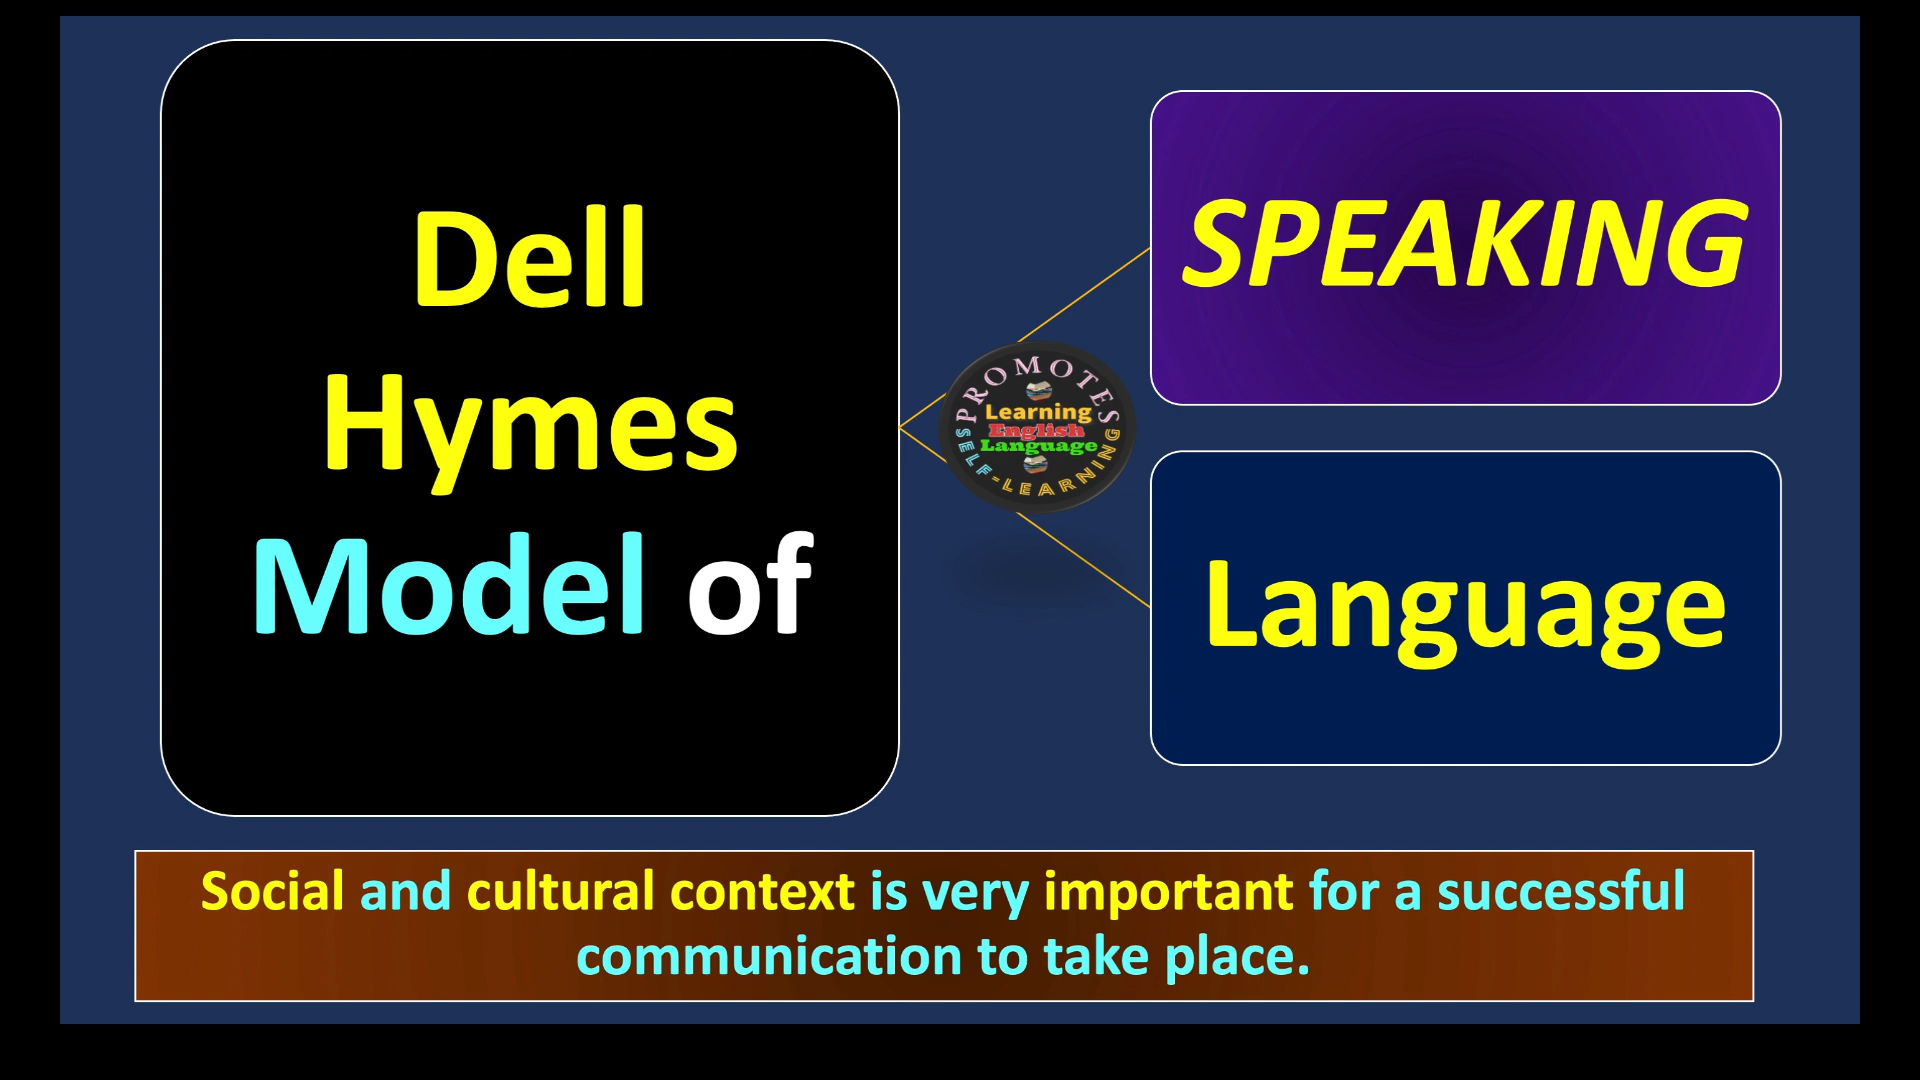 Dell
Hymes
Model of
SPEAKING
PROMOTES
Learning
English
Language
SELF-LEARNING
Language
Social and cultural context is very important for a successful
communication to take place.